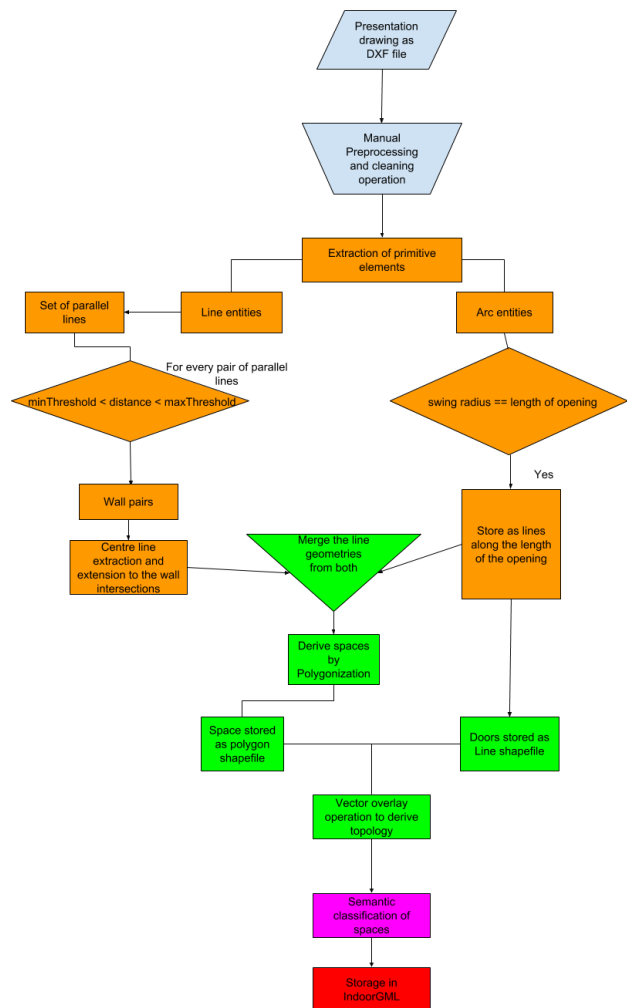 Presentation
drawing as
DXF file
Manual
Preprocessing
and cleaning
operation
Extraction of primitive
elements
Set of parallel
lines
Line entities
Arc entities
For every pair of parallel
lines
minThreshold < distance < maxThreshold
swing radius == length of opening
Yes
Wall pairs
Centre line
extraction and
extension to the wall
intersections
Merge the line
geometries
from both
Store as lines
along the length
of the opening
Derive spaces
by
Polygonization
Space stored
as polygon
shapefile
Doors stored as
Line shapefile
Vector overlay
operation to derive
topology
Semantic
classification of
spaces
Storage in
IndoorGML